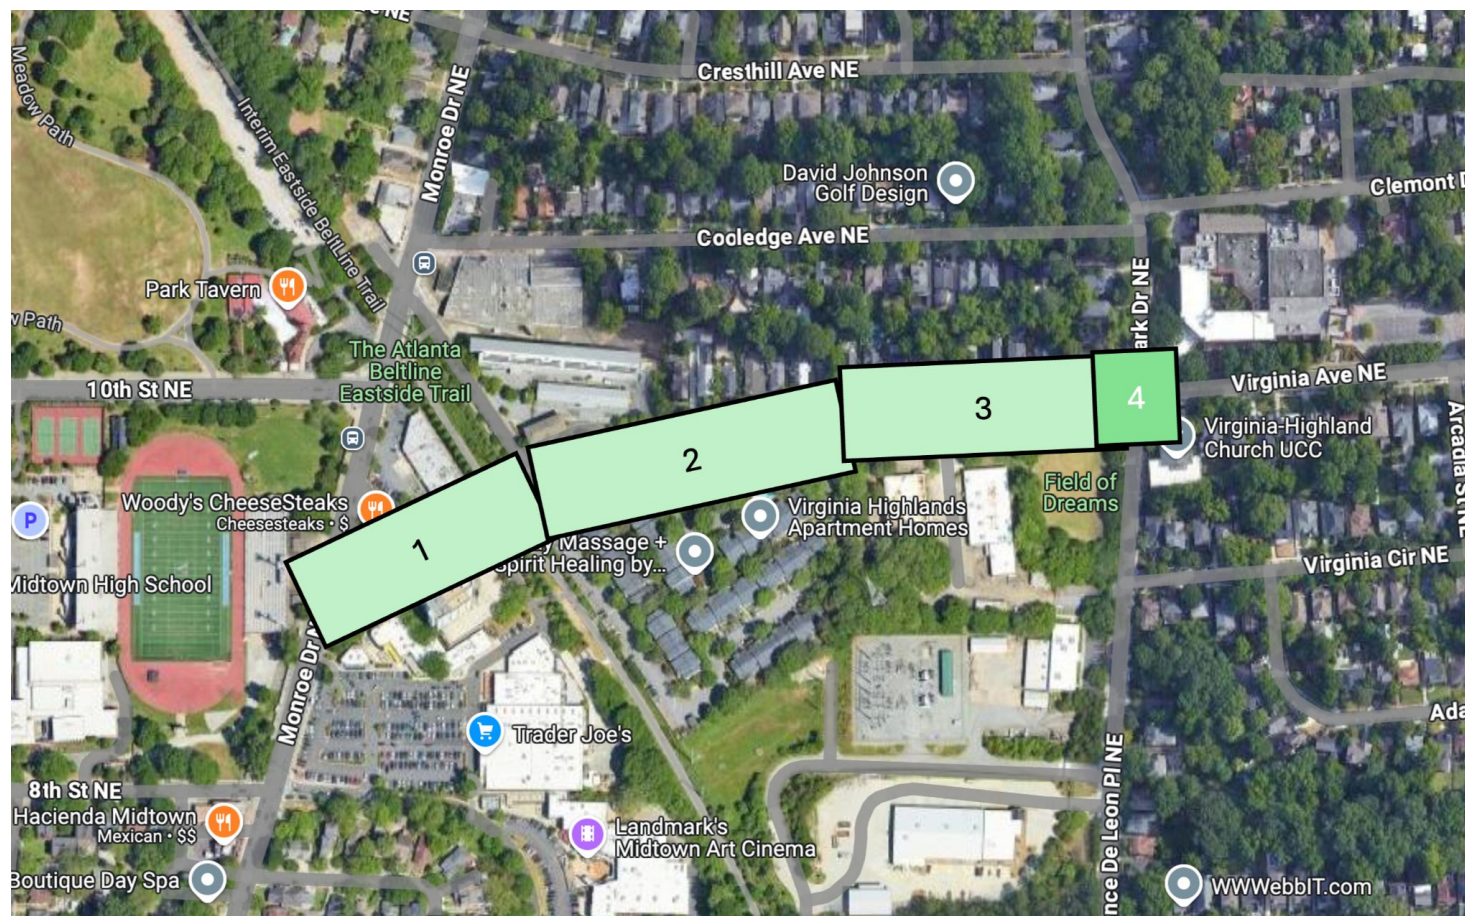 Cresthill Ave NE
Meadow Path
Monroe Dr NE
Interim Eastside BeltLine Trail
David Johnson
Golf Design
Clemont
Cooledge Ave NE
Park Tavern
Path
ark Dr NE
The Atlanta
Beltline
Eastside Trail
10th St NE
Virginia Ave NE
4
3
2
1
Virginia-Highland
Church UCC
Arcadia St NE
Field of
Dreams
Woody's CheeseSteaks
Cheesesteaks • $
P
Virginia Highlands
Apartment Homes
Massage +
Spirit Healing by...
Virginia Cir NE
Midtown High School
Monroe Dr N
Trader Joe's
Ada
8th St NE
Hacienda Midtown
Mexican • $$
Landmark's
Midtown Art Cinema
nce De Leon Pl NE
Boutique Day Spa
WWWebbIT.com